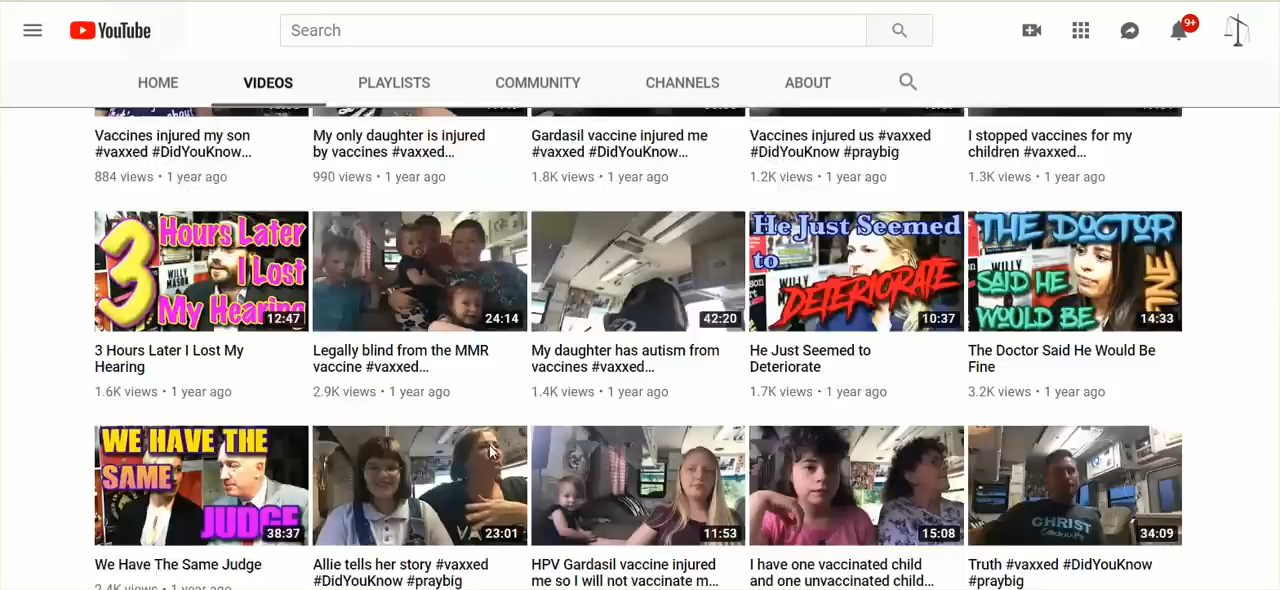 YouTube
Search
9+
HOME
VIDEOS
PLAYLISTS
COMMUNITY
CHANNELS
ABOUT
Vaccines injured my son
#vaxxed #DidYouKnow...
884 views • 1 year ago
My only daughter is injured
by vaccines #vaxxed...
990 views • 1 year ago
Gardasil vaccine injured me
#vaxxed #DidYouKnow...
1.8K views • 1 year ago
Vaccines injured us #vaxxed
#DidYouKnow #praybig
1.2K views • 1 year ago
I stopped vaccines for my
children #vaxxed...
1.3K views • 1 year ago
3 Hours Later
I Lost
My Hearing
WILLY
12:47
3 Hours Later I Lost My
Hearing
1.6K views • 1 year ago
24:14
Legally blind from the MMR
vaccine #vaxxed...
2.9K views • 1 year ago
42:20
My daughter has autism from
vaccines #vaxxed...
1.4K views • 1 year ago
He Just Seemed
to
DETERIORATE
10:37
He Just Seemed to
Deteriorate
1.7K views • 1 year ago
THE DOCTOR
SAID HE
WOULD BE
FINE
WILLY
14:33
The Doctor Said He Would Be
Fine
3.2K views • 1 year ago
WE HAVE THE
SAME
JUDGE
38:37
We Have The Same Judge
2.4K views • 1 year ago
23:01
Allie tells her story #vaxxed
#DidYouKnow #praybig
11:53
HPV Gardasil vaccine injured
me so I will not vaccinate m...
15:08
I have one vaccinated child
and one unvaccinated child...
CHRIST
Community
34:09
Truth #vaxxed #DidYouKnow
#praybig